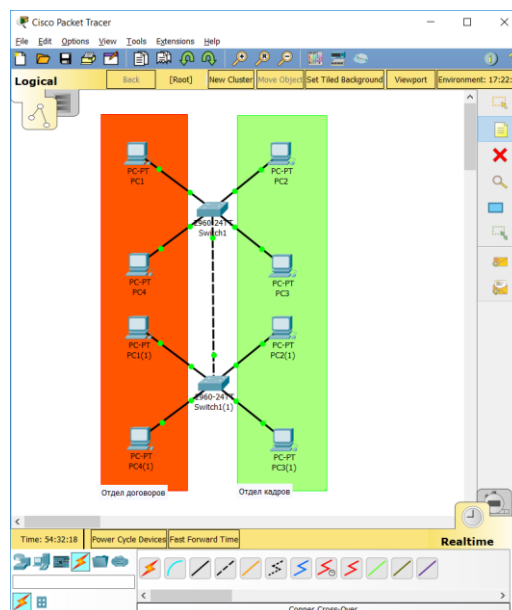 Cisco Packet Tracer
File Edit Options View Tools Extensions Help
Logical Back [Root] New Cluster Move Object Set Tiled Background Viewport Environment: 17:22:
PC-PT
PC1
PC-PT
PC2
2960-24TT
Switch1
PC-PT
PC4
PC-PT
PC3
PC-PT
PC1(1)
PC-PT
PC2(1)
2960-24TT
Switch1(1)
PC-PT
PC4(1)
PC-PT
PC3(1)
Отдел договоров
Отдел кадров
Time: 54:32:18 Power Cycle Devices Fast Forward Time Realtime
Copper Cross-Over